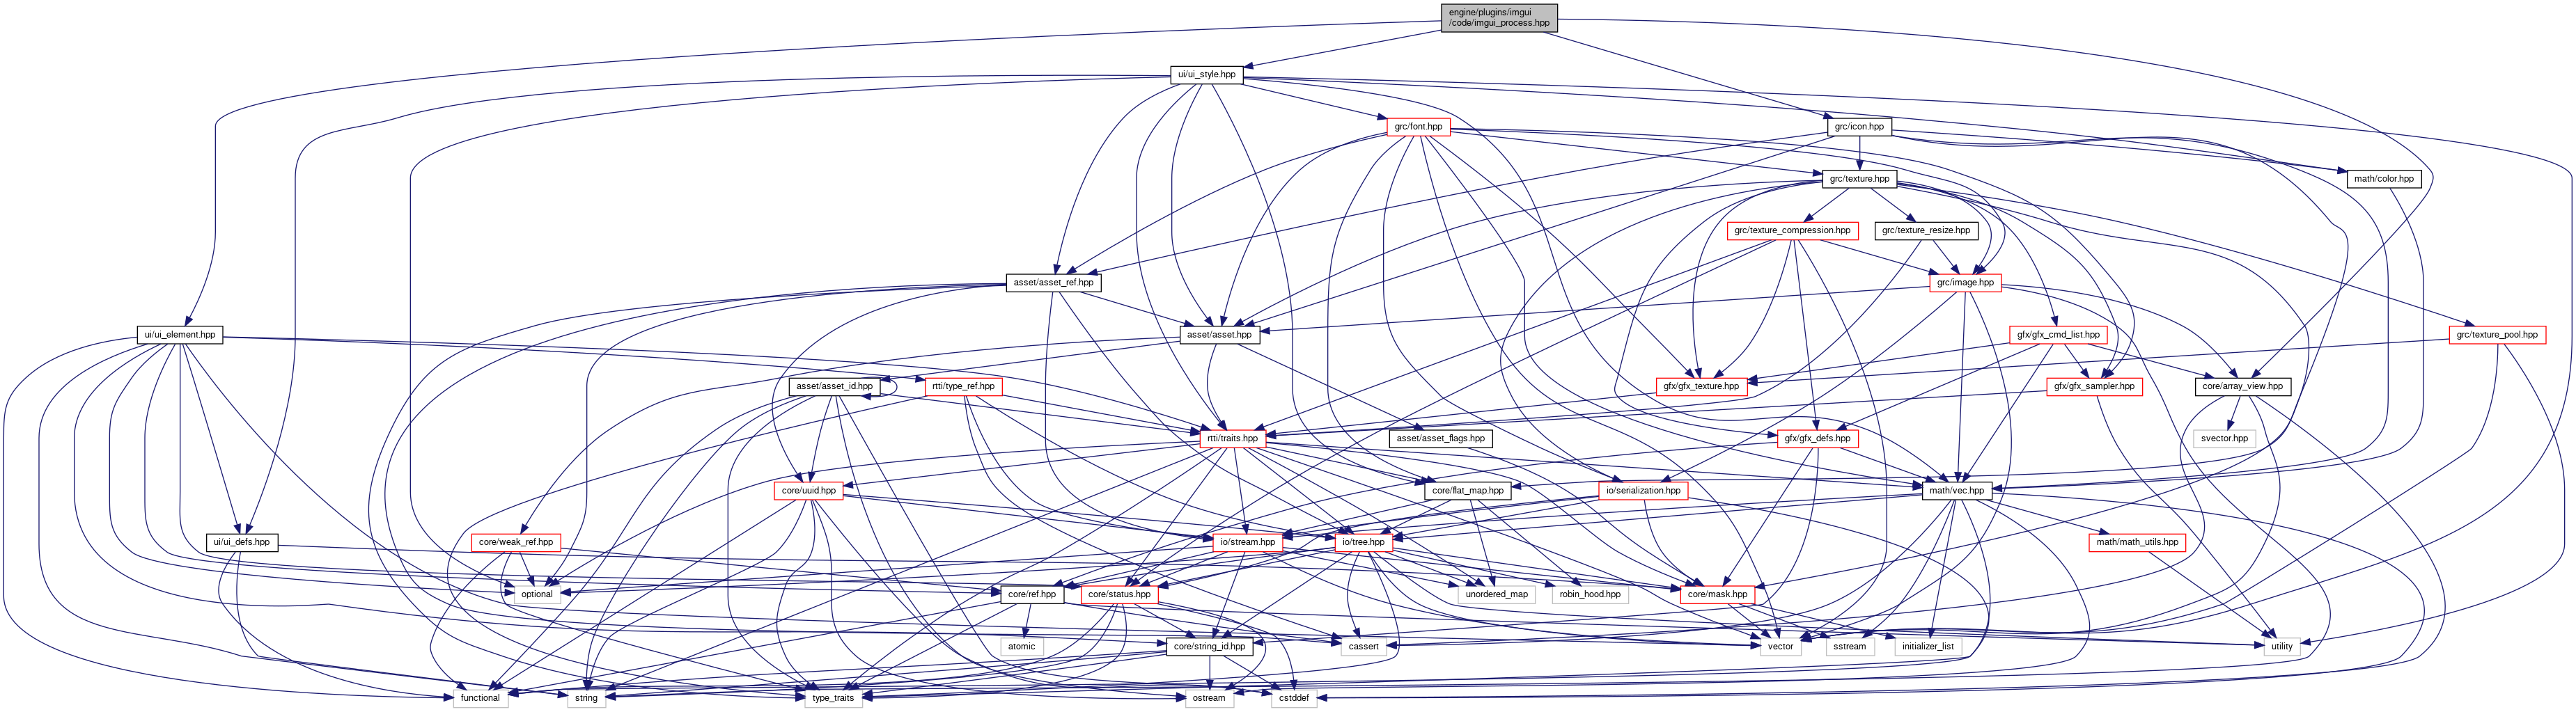 engine/plugins/imgui
/code/imgui_process.hpp
ui/ui_style.hpp
grc/font.hpp
grc/icon.hpp
grc/texture.hpp
math/color.hpp
grc/texture_compression.hpp
grc/texture_resize.hpp
asset/asset_ref.hpp
grc/image.hpp
ui/ui_element.hpp
asset/asset.hpp
gfx/gfx_cmd_list.hpp
grc/texture_pool.hpp
asset/asset_id.hpp
rtti/type_ref.hpp
gfx/gfx_texture.hpp
gfx/gfx_sampler.hpp
core/array_view.hpp
rtti/traits.hpp
asset/asset_flags.hpp
gfx/gfx_defs.hpp
svector.hpp
core/uuid.hpp
core/flat_map.hpp
io/serialization.hpp
math/vec.hpp
ui/ui_defs.hpp
core/weak_ref.hpp
io/stream.hpp
io/tree.hpp
math/math_utils.hpp
optional
core/ref.hpp
core/status.hpp
unordered_map
robin_hood.hpp
core/mask.hpp
atomic
core/string_id.hpp
cassert
vector
sstream
initializer_list
utility
functional
string
type_traits
ostream
cstddef